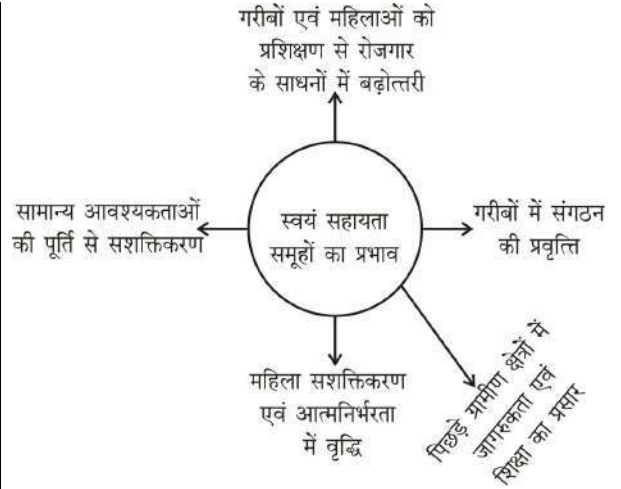 गरीबों एवं महिलाओं को
प्रशिक्षण से रोजगार
के साधनों में बढ़ोत्तरी
सामान्य आवश्यकताओं
की पूर्ति से सशक्तिकरण
स्वयं सहायता
समूहों का प्रभाव
गरीबों में संगठन
की प्रवृत्ति
महिला सशक्तिकरण
एवं आत्मनिर्भरता
में वृद्धि
पिछड़े ग्रामीण क्षेत्रों में
जागरुकता एवं
शिक्षा का प्रसार